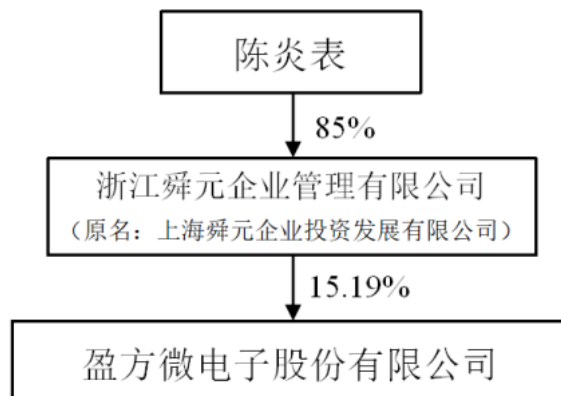 陈炎表
85%
浙江舜元企业管理有限公司
（原名：上海舜元企业投资发展有限公司）
15.19%
盈方微电子股份有限公司